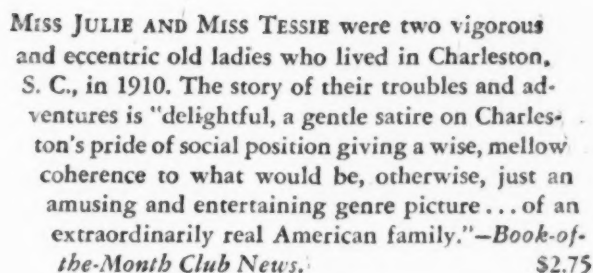 MISS JULIE AND MISS TESSIE were two vigorous
and eccentric old ladies who lived in Charleston,
S. C., in 1910. The story of their troubles and ad-
ventures is "delightful, a gentle satire on Charles-
ton's pride of social position giving a wise, mellow
coherence to what would be, otherwise, just an
amusing and entertaining genre picture ... of an
extraordinarily real American family."—Book-of-
the-Month Club News. $2.75